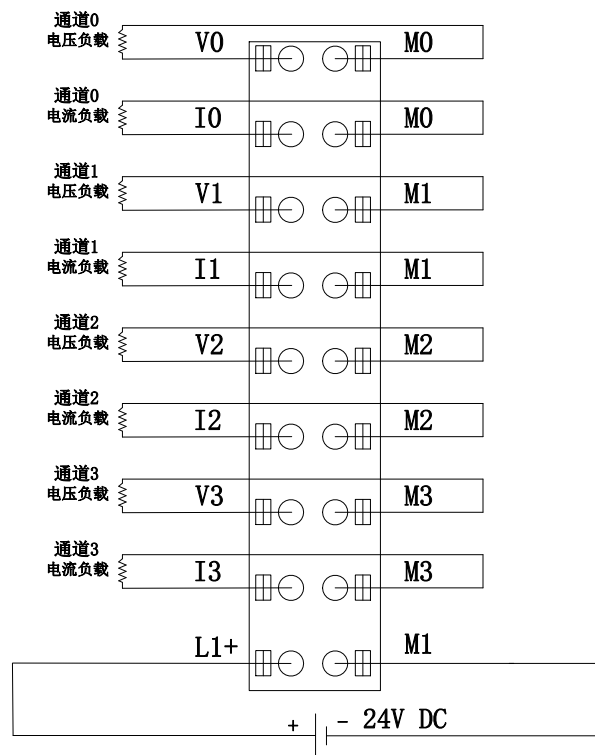 通道0
电压负载
V0
M0
通道0
电流负载
I0
M0
通道1
电压负载
V1
M1
通道1
电流负载
I1
M1
通道2
电压负载
V2
M2
通道2
电流负载
I2
M2
通道3
电压负载
V3
M3
通道3
电流负载
I3
M3
L1+
M1
+
- 24V DC